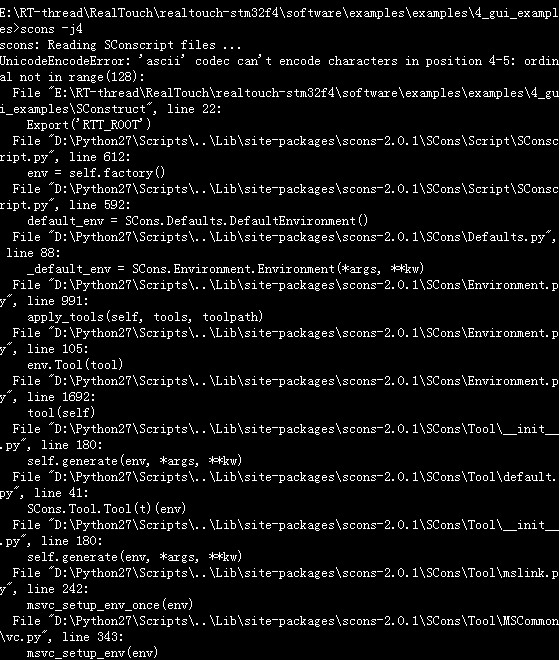 E:\RT-thread\RealTouch\realtouch-stm32f4\software\examples\examples\4_gui_exampl
es>scons -j4
scons: Reading SConscript files ...
UnicodeEncodeError: 'ascii' codec can't encode characters in position 4-5: ordin
al not in range(128):
  File "E:\RT-thread\RealTouch\realtouch-stm32f4\software\examples\examples\4_gu
i_examples\SConstruct", line 22:
    Export('RTT_ROOT')
  File "D:\Python27\Scripts\..\Lib\site-packages\scons-2.0.1\SCons\Script\SConsc
ript.py", line 612:
    env = self.factory()
  File "D:\Python27\Scripts\..\Lib\site-packages\scons-2.0.1\SCons\Script\SConsc
ript.py", line 592:
    default_env = SCons.Defaults.DefaultEnvironment()
  File "D:\Python27\Scripts\..\Lib\site-packages\scons-2.0.1\SCons\Defaults.py",
 line 88:
    _default_env = SCons.Environment.Environment(*args, **kw)
  File "D:\Python27\Scripts\..\Lib\site-packages\scons-2.0.1\SCons\Environment.p
y", line 991:
    apply_tools(self, tools, toolpath)
  File "D:\Python27\Scripts\..\Lib\site-packages\scons-2.0.1\SCons\Environment.p
y", line 105:
    env.Tool(tool)
  File "D:\Python27\Scripts\..\Lib\site-packages\scons-2.0.1\SCons\Environment.p
y", line 1692:
    tool(self)
  File "D:\Python27\Scripts\..\Lib\site-packages\scons-2.0.1\SCons\Tool\__init__
.py", line 180:
    self.generate(env, *args, **kw)
  File "D:\Python27\Scripts\..\Lib\site-packages\scons-2.0.1\SCons\Tool\default.
py", line 41:
    SCons.Tool.Tool(t)(env)
  File "D:\Python27\Scripts\..\Lib\site-packages\scons-2.0.1\SCons\Tool\__init__
.py", line 180:
    self.generate(env, *args, **kw)
  File "D:\Python27\Scripts\..\Lib\site-packages\scons-2.0.1\SCons\Tool\mslink.p
y", line 242:
    msvc_setup_env_once(env)
  File "D:\Python27\Scripts\..\Lib\site-packages\scons-2.0.1\SCons\Tool\MSCommon
\vc.py", line 343:
    msvc_setup_env(env)